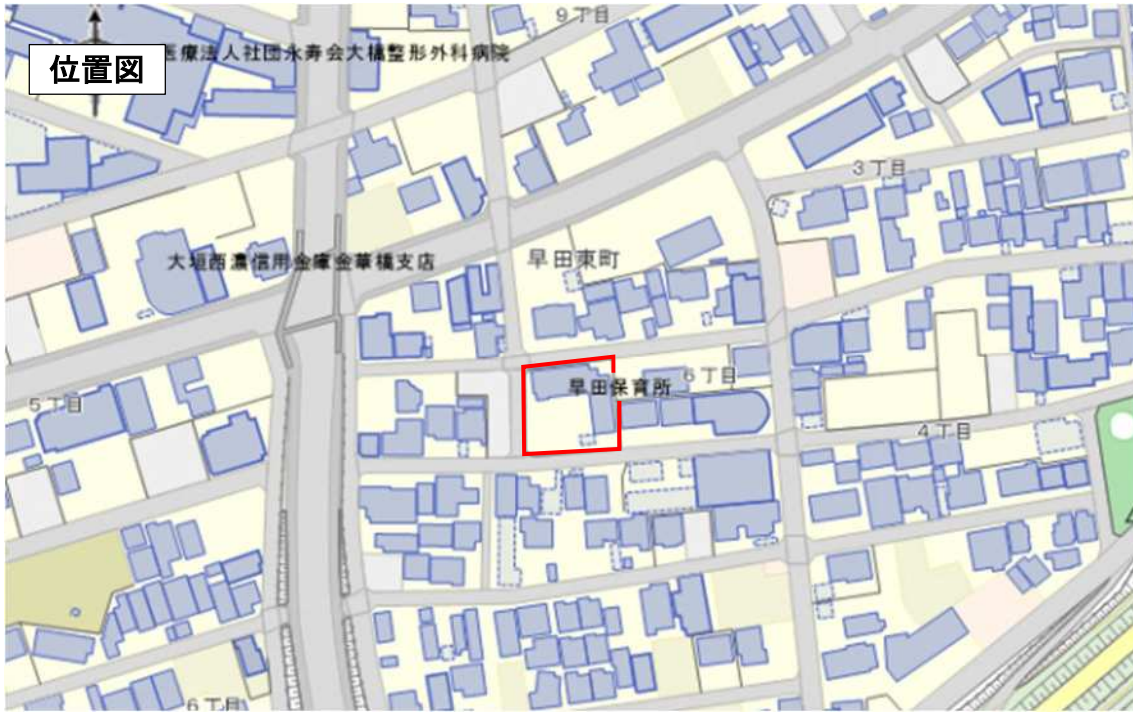 9丁目
医療法人社団永寿会大橋整形外科病院
位置図
3丁目
大垣西濃信用金庫金華橋支店
早田東町
6丁目
早田保育所
5丁目
4丁目
6丁目